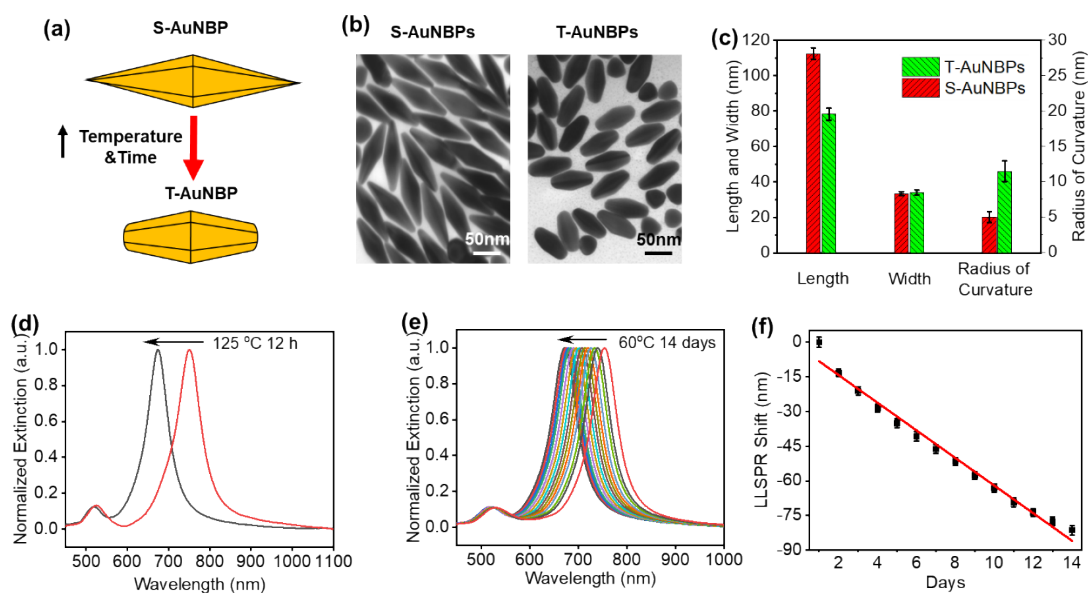 (a)
S-AuNBP
Temperature
&Time
T-AuNBP
(b)
S-AuNBPs
T-AuNBPs
50nm
50nm
(c)
Length and Width (nm)
120
100
80
60
40
20
0
T-AuNBPs
S-AuNBPs
30
25
20
15
10
5
0
Radius of Curvature (nm)
Length
Width
Radius of
Curvature
(d)
Normalized Extinction (a.u.)
1.0
0.8
0.6
0.4
0.2
0.0
125 ºC 12 h
500 600 700 800 900 1000 1100
Wavelength (nm)
(e)
Normalized Extinction (a.u.)
1.0
0.8
0.6
0.4
0.2
0.0
60ºC 14 days
500 600 700 800 900 1000
Wavelength (nm)
(f)
LLSPR Shift (nm)
0
-15
-30
-45
-60
-75
-90
2 4 6 8 10 12 14
Days